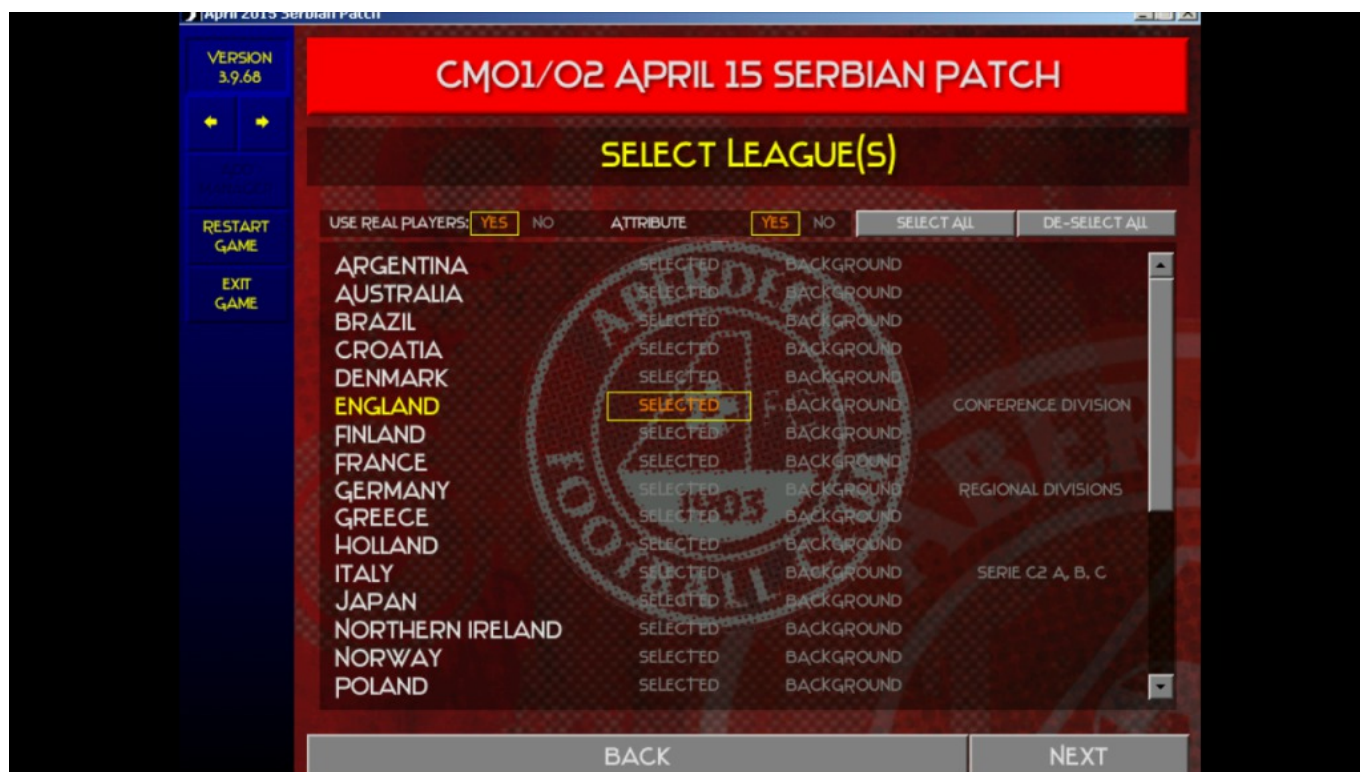 April 2015 Serbian Patch
VERSION
3.9.68
RESTART
GAME
EXIT
GAME
CM01/02 APRIL 15 SERBIAN PATCH
SELECT LEAGUE(S)
USE REAL PLAYERS: YES NO ATTRIBUTE YES NO SELECT ALL DE-SELECT ALL
ARGENTINA SELECTED BACKGROUND
AUSTRALIA SELECTED BACKGROUND
BRAZIL SELECTED BACKGROUND
CROATIA SELECTED BACKGROUND
DENMARK SELECTED BACKGROUND
ENGLAND SELECTED BACKGROUND CONFERENCE DIVISION
FINLAND SELECTED BACKGROUND
FRANCE SELECTED BACKGROUND
GERMANY SELECTED BACKGROUND REGIONAL DIVISIONS
GREECE SELECTED BACKGROUND
HOLLAND SELECTED BACKGROUND
ITALY SELECTED BACKGROUND SERIE C2 A, B, C
JAPAN SELECTED BACKGROUND
NORTHERN IRELAND SELECTED BACKGROUND
NORWAY SELECTED BACKGROUND
POLAND SELECTED BACKGROUND
ABERDEEN
FOOTBALL CLUB
1903
BACK NEXT